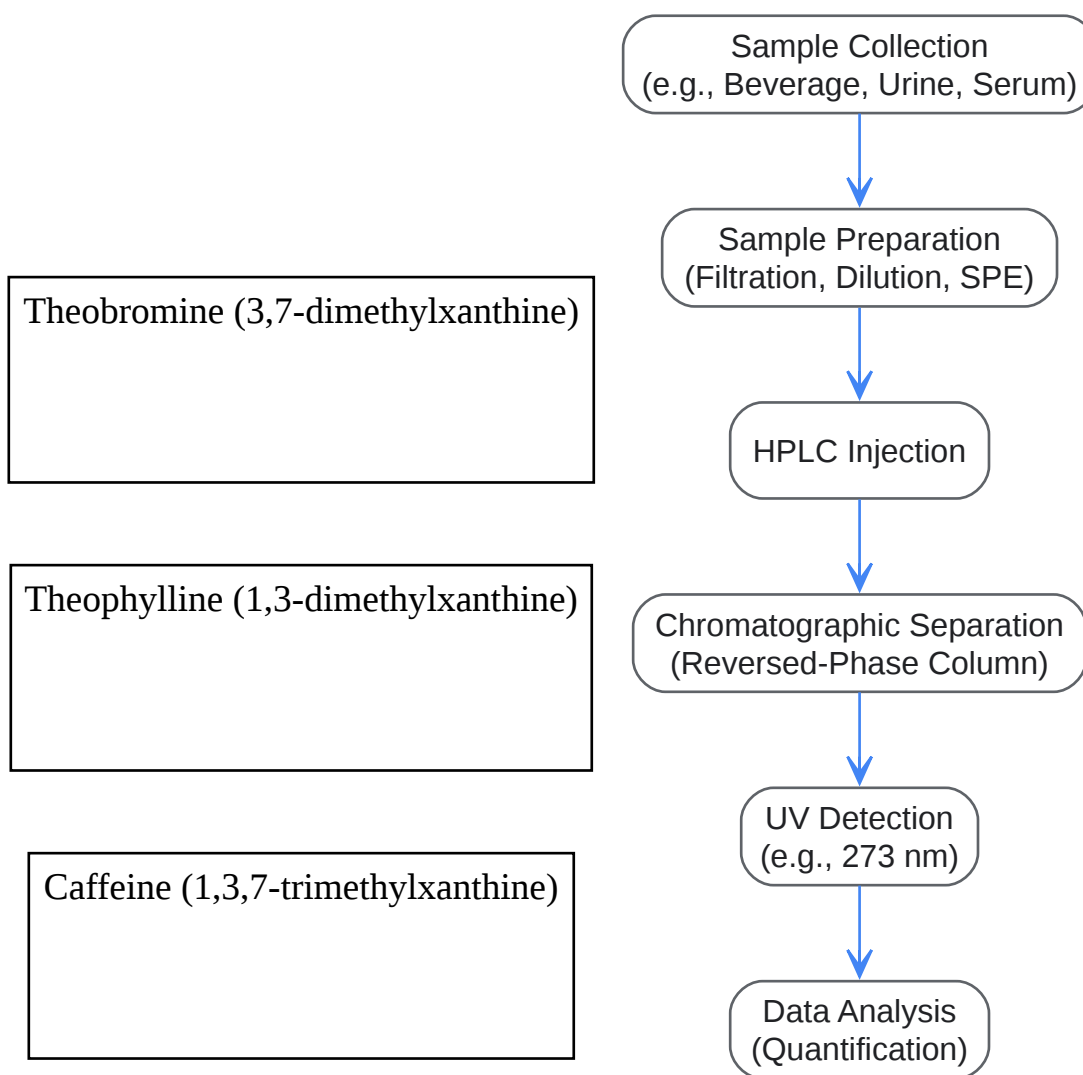 Sample Collection
(e.g., Beverage, Urine, Serum)
Sample Preparation
(Filtration, Dilution, SPE)
Theobromine (3,7-dimethylxanthine)
HPLC Injection
Theophylline (1,3-dimethylxanthine)
Chromatographic Separation
(Reversed-Phase Column)
UV Detection
(e.g., 273 nm)
Caffeine (1,3,7-trimethylxanthine)
Data Analysis
(Quantification)